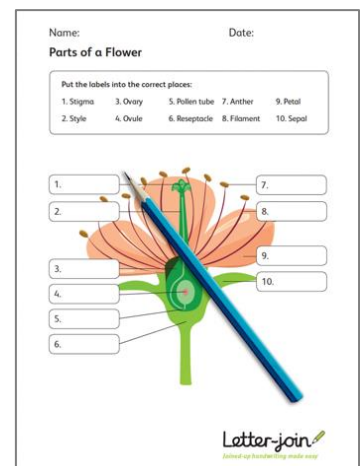 Name: Date:
Parts of a Flower
Put the labels into the correct places:
1. Stigma 3. Ovary 5. Pollen tube 7. Anther 9. Petal
2. Style 4. Ovule 6. Reseptacle 8. Filament 10. Sepal
1. 7.
2. 8.
9.
3. 10.
4.
5.
6.
Letter-join
Joined-up handwriting made easy